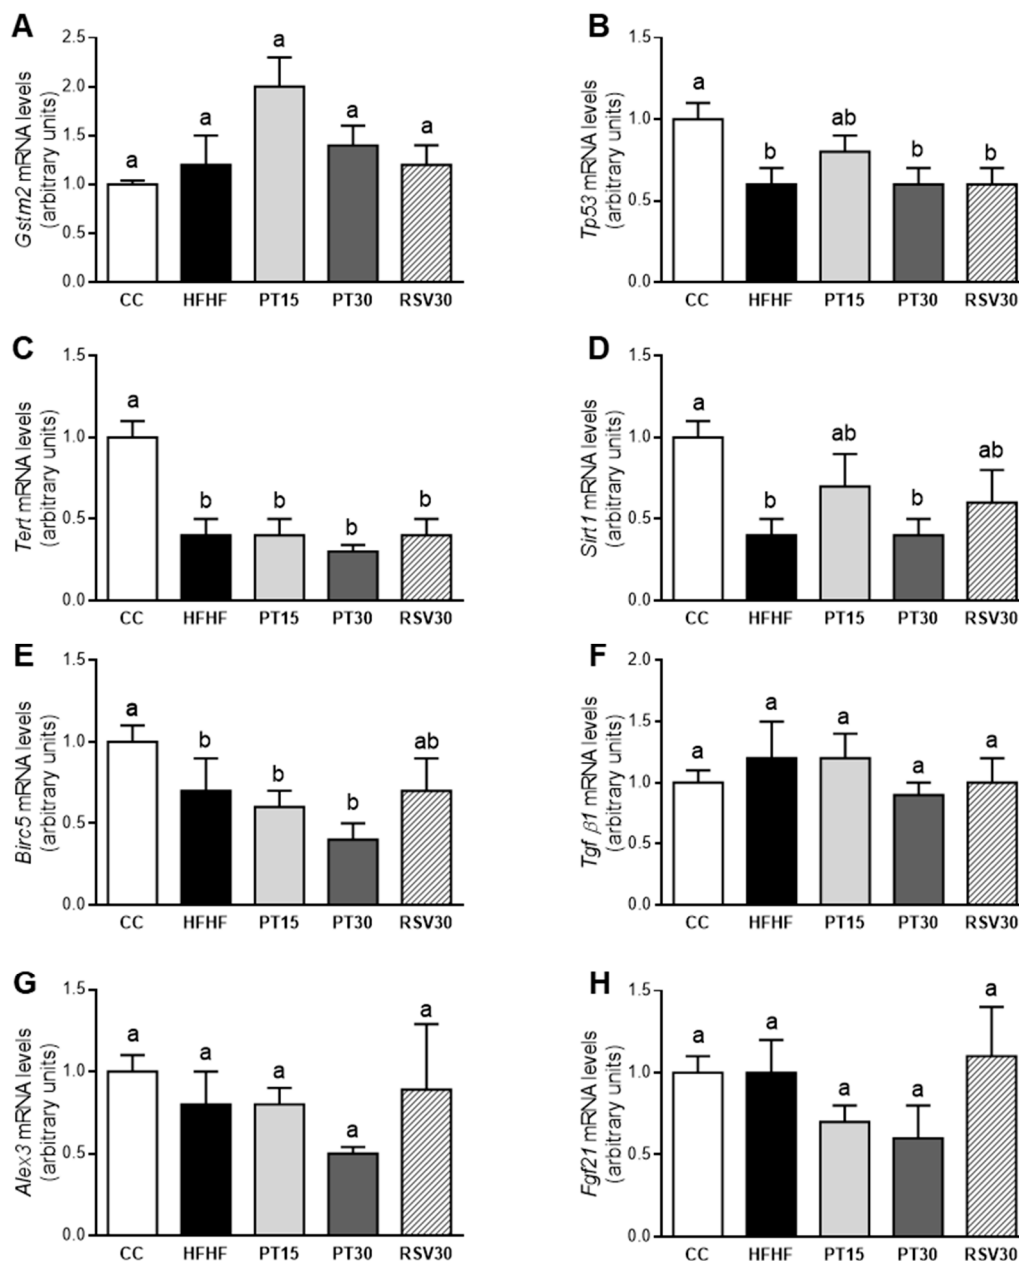 A
Gstm2 mRNA levels
(arbitrary units)
2.5
2.0
1.5
1.0
0.5
0.0
a a a a a
CC HFHF PT15 PT30 RSV30
B
Tp53 mRNA levels
(arbitrary units)
1.5
1.0
0.5
0.0
a b ab b b
CC HFHF PT15 PT30 RSV30
C
Tert mRNA levels
(arbitrary units)
1.5
1.0
0.5
0.0
a b b b b
CC HFHF PT15 PT30 RSV30
D
Sirt1 mRNA levels
(arbitrary units)
1.5
1.0
0.5
0.0
a b ab b ab
CC HFHF PT15 PT30 RSV30
E
Birc5 mRNA levels
(arbitrary units)
1.5
1.0
0.5
0.0
a b b b ab
CC HFHF PT15 PT30 RSV30
F
Tgf β1 mRNA levels
(arbitrary units)
2.0
1.5
1.0
0.5
0.0
a a a a a
CC HFHF PT15 PT30 RSV30
G
Alex3 mRNA levels
(arbitrary units)
1.5
1.0
0.5
0.0
a a a a a
CC HFHF PT15 PT30 RSV30
H
Fgf21 mRNA levels
(arbitrary units)
1.5
1.0
0.5
0.0
a a a a a
CC HFHF PT15 PT30 RSV30